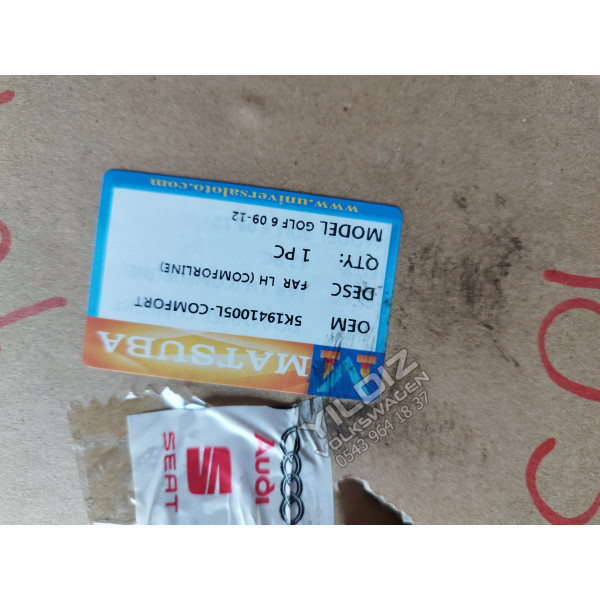 MATSUBA
OEM 5K1941005L-COMFORT
DESC FAR LH (COMFORLINE)
QTY: 1 PC
MODEL GOLF 6 09-12
www.universaloto.com
SEAT
Audi
YILDIZ
VOLKSWAGEN
0543 964 18 37